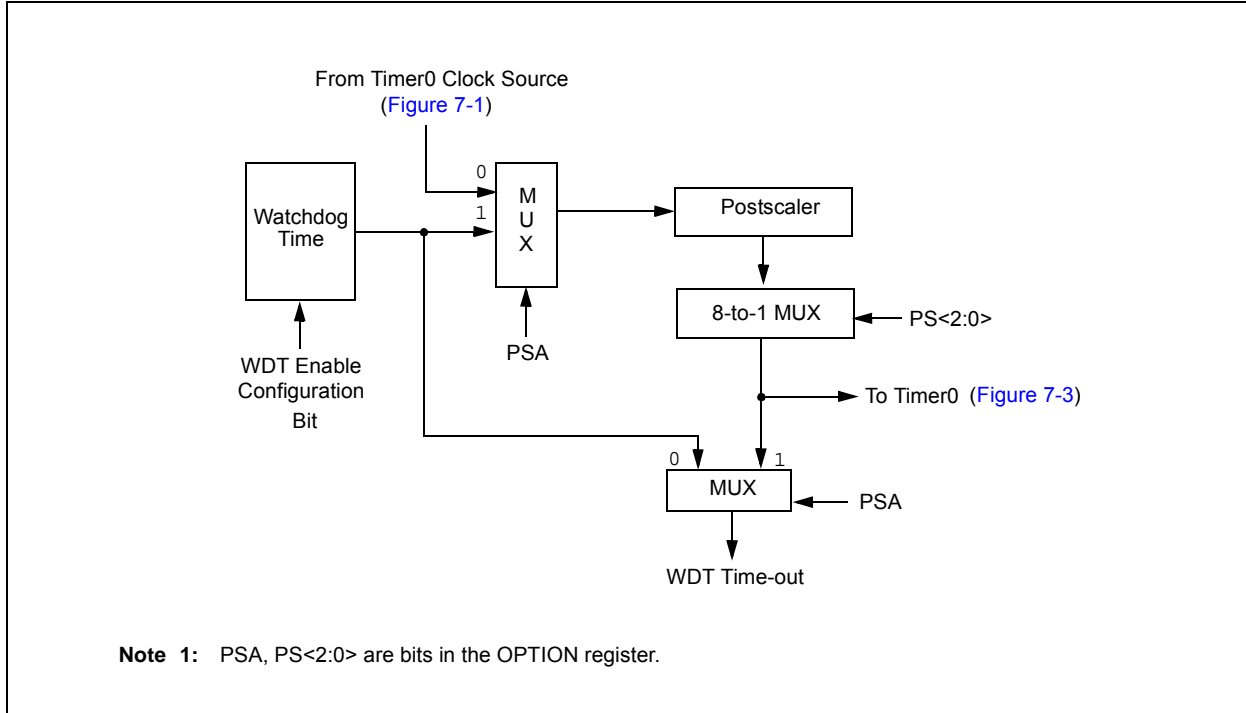 From Timer0 Clock Source
(Figure 7-1)
0
1
M
U
X
Watchdog
Time
Postscaler
8-to-1 MUX
PS<2:0>
PSA
WDT Enable
Configuration
Bit
To Timer0 (Figure 7-3)
0
1
MUX
PSA
WDT Time-out
Note 1: PSA, PS<2:0> are bits in the OPTION register.